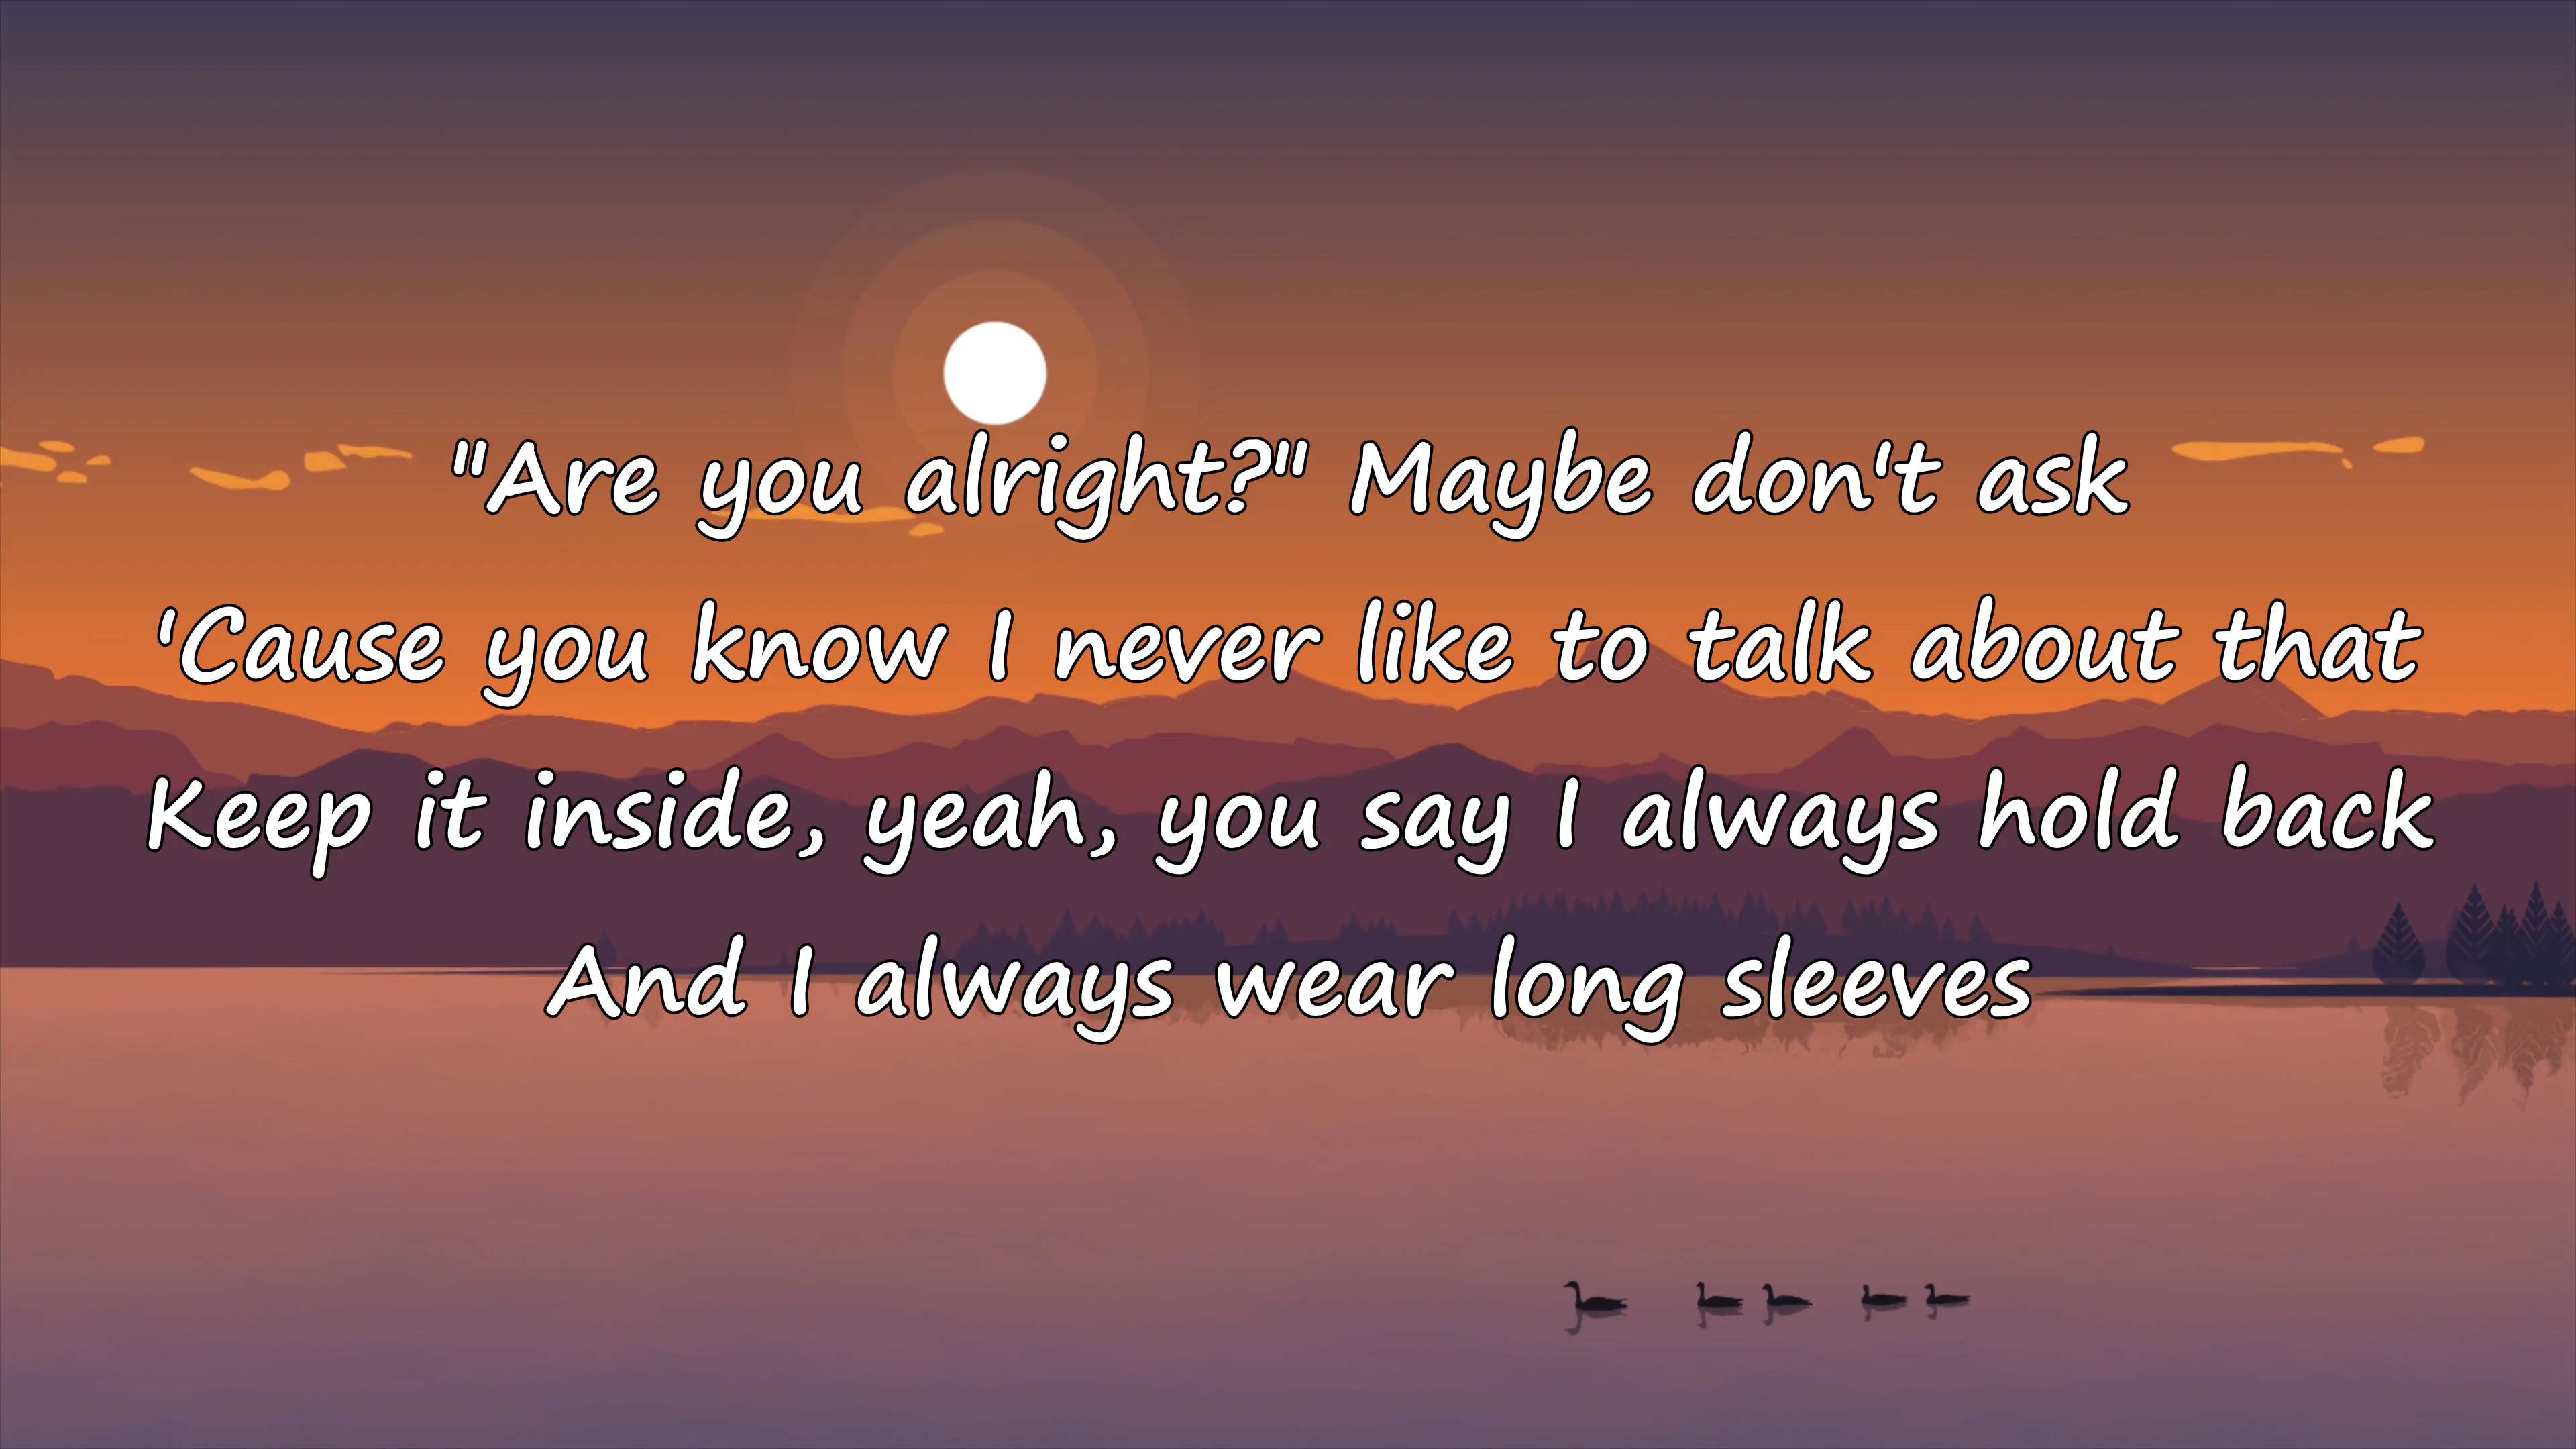 "Are you alright?" Maybe don't ask
'Cause you know I never like to talk about that
Keep it inside, yeah, you say I always hold back
And I always wear long sleeves